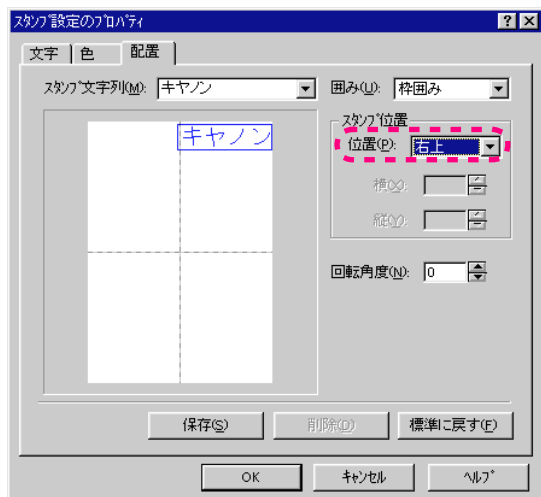 スタンプ設定のプロパティ
文字 色 配置
スタンプ文字列(M): キヤノン 囲み(U): 枠囲み
キヤノン
スタンプ位置
位置(P): 右上
横(X):
縦(Y):
回転角度(N): 0
保存(S) 削除(D) 標準に戻す(F)
OK キャンセル ヘルプ